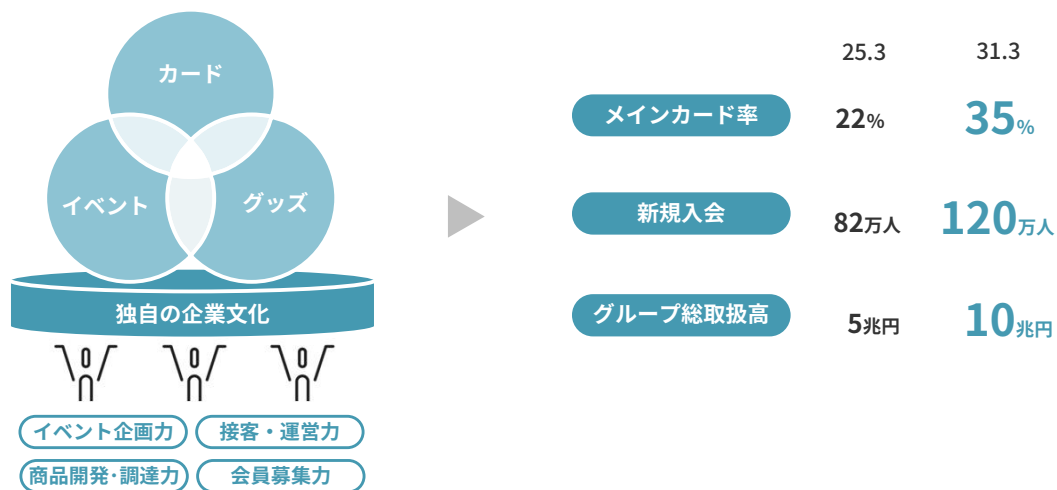 カード
イベント
グッズ
独自の企業文化
イベント企画力
接客・運営力
商品開発･調達力
会員募集力
25.3 31.3
メインカード率 22% 35%
新規入会 82万人 120万人
グループ総取扱高 5兆円 10兆円